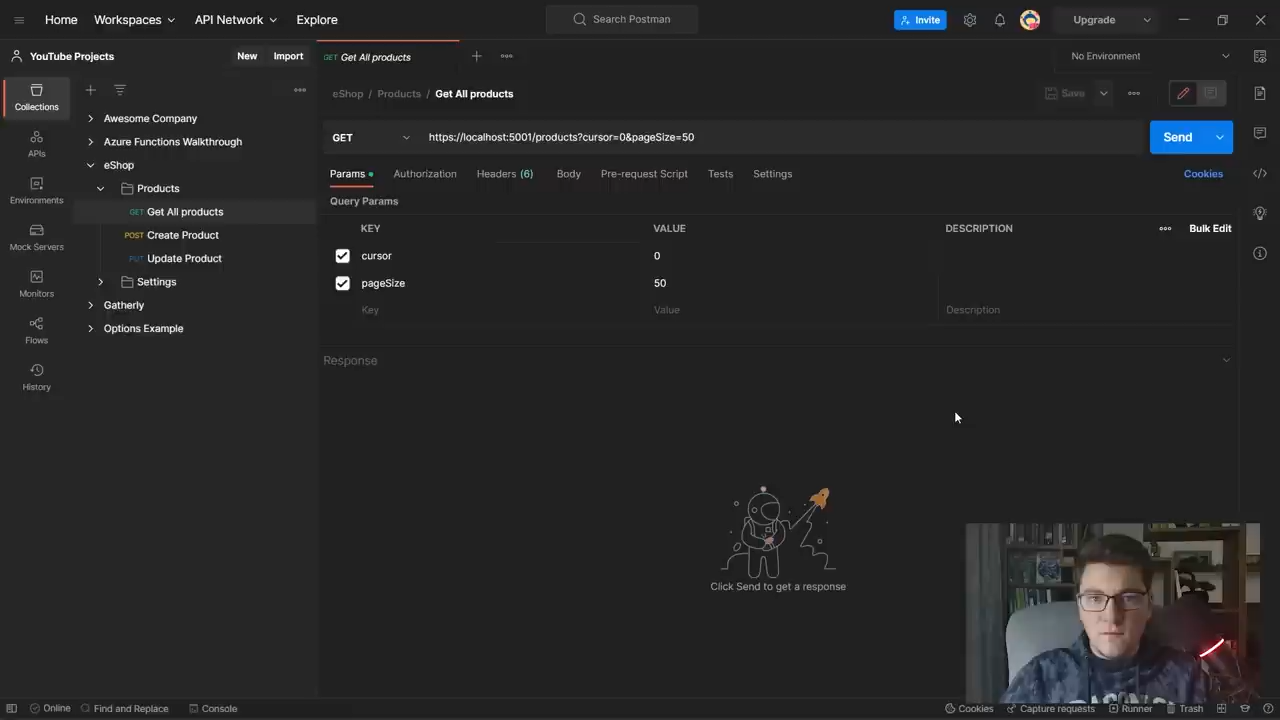 Home Workspaces API Network Explore Search Postman Invite Upgrade
YouTube Projects New Import GET Get All products No Environment
Collections
APIs
Environments
Mock Servers
Monitors
Flows
History
Awesome Company
Azure Functions Walkthrough
eShop
Products
GET Get All products
POST Create Product
PUT Update Product
Settings
Gatherly
Options Example
eShop / Products / Get All products Save
GET https://localhost:5001/products?cursor=0&pageSize=50 Send
Params Authorization Headers (6) Body Pre-request Script Tests Settings Cookies
Query Params
KEY VALUE DESCRIPTION Bulk Edit
cursor 0
pageSize 50
Key Value Description
Response
Click Send to get a response
Online Find and Replace Console Cookies Capture requests Runner Trash